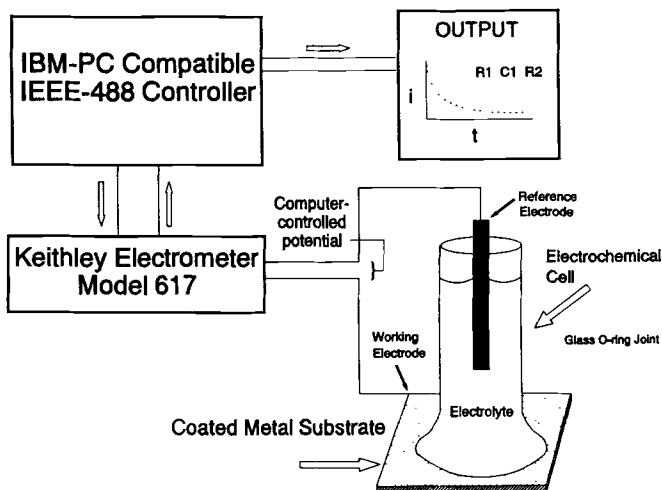 IBM-PC Compatible
IEEE-488 Controller
OUTPUT
R1 C1 R2
i
t
Keithley Electrometer
Model 617
Computer-
controlled
potential
Reference
Electrode
Electrochemical
Cell
Glass O-ring Joint
Working
Electrode
Electrolyte
Coated Metal Substrate